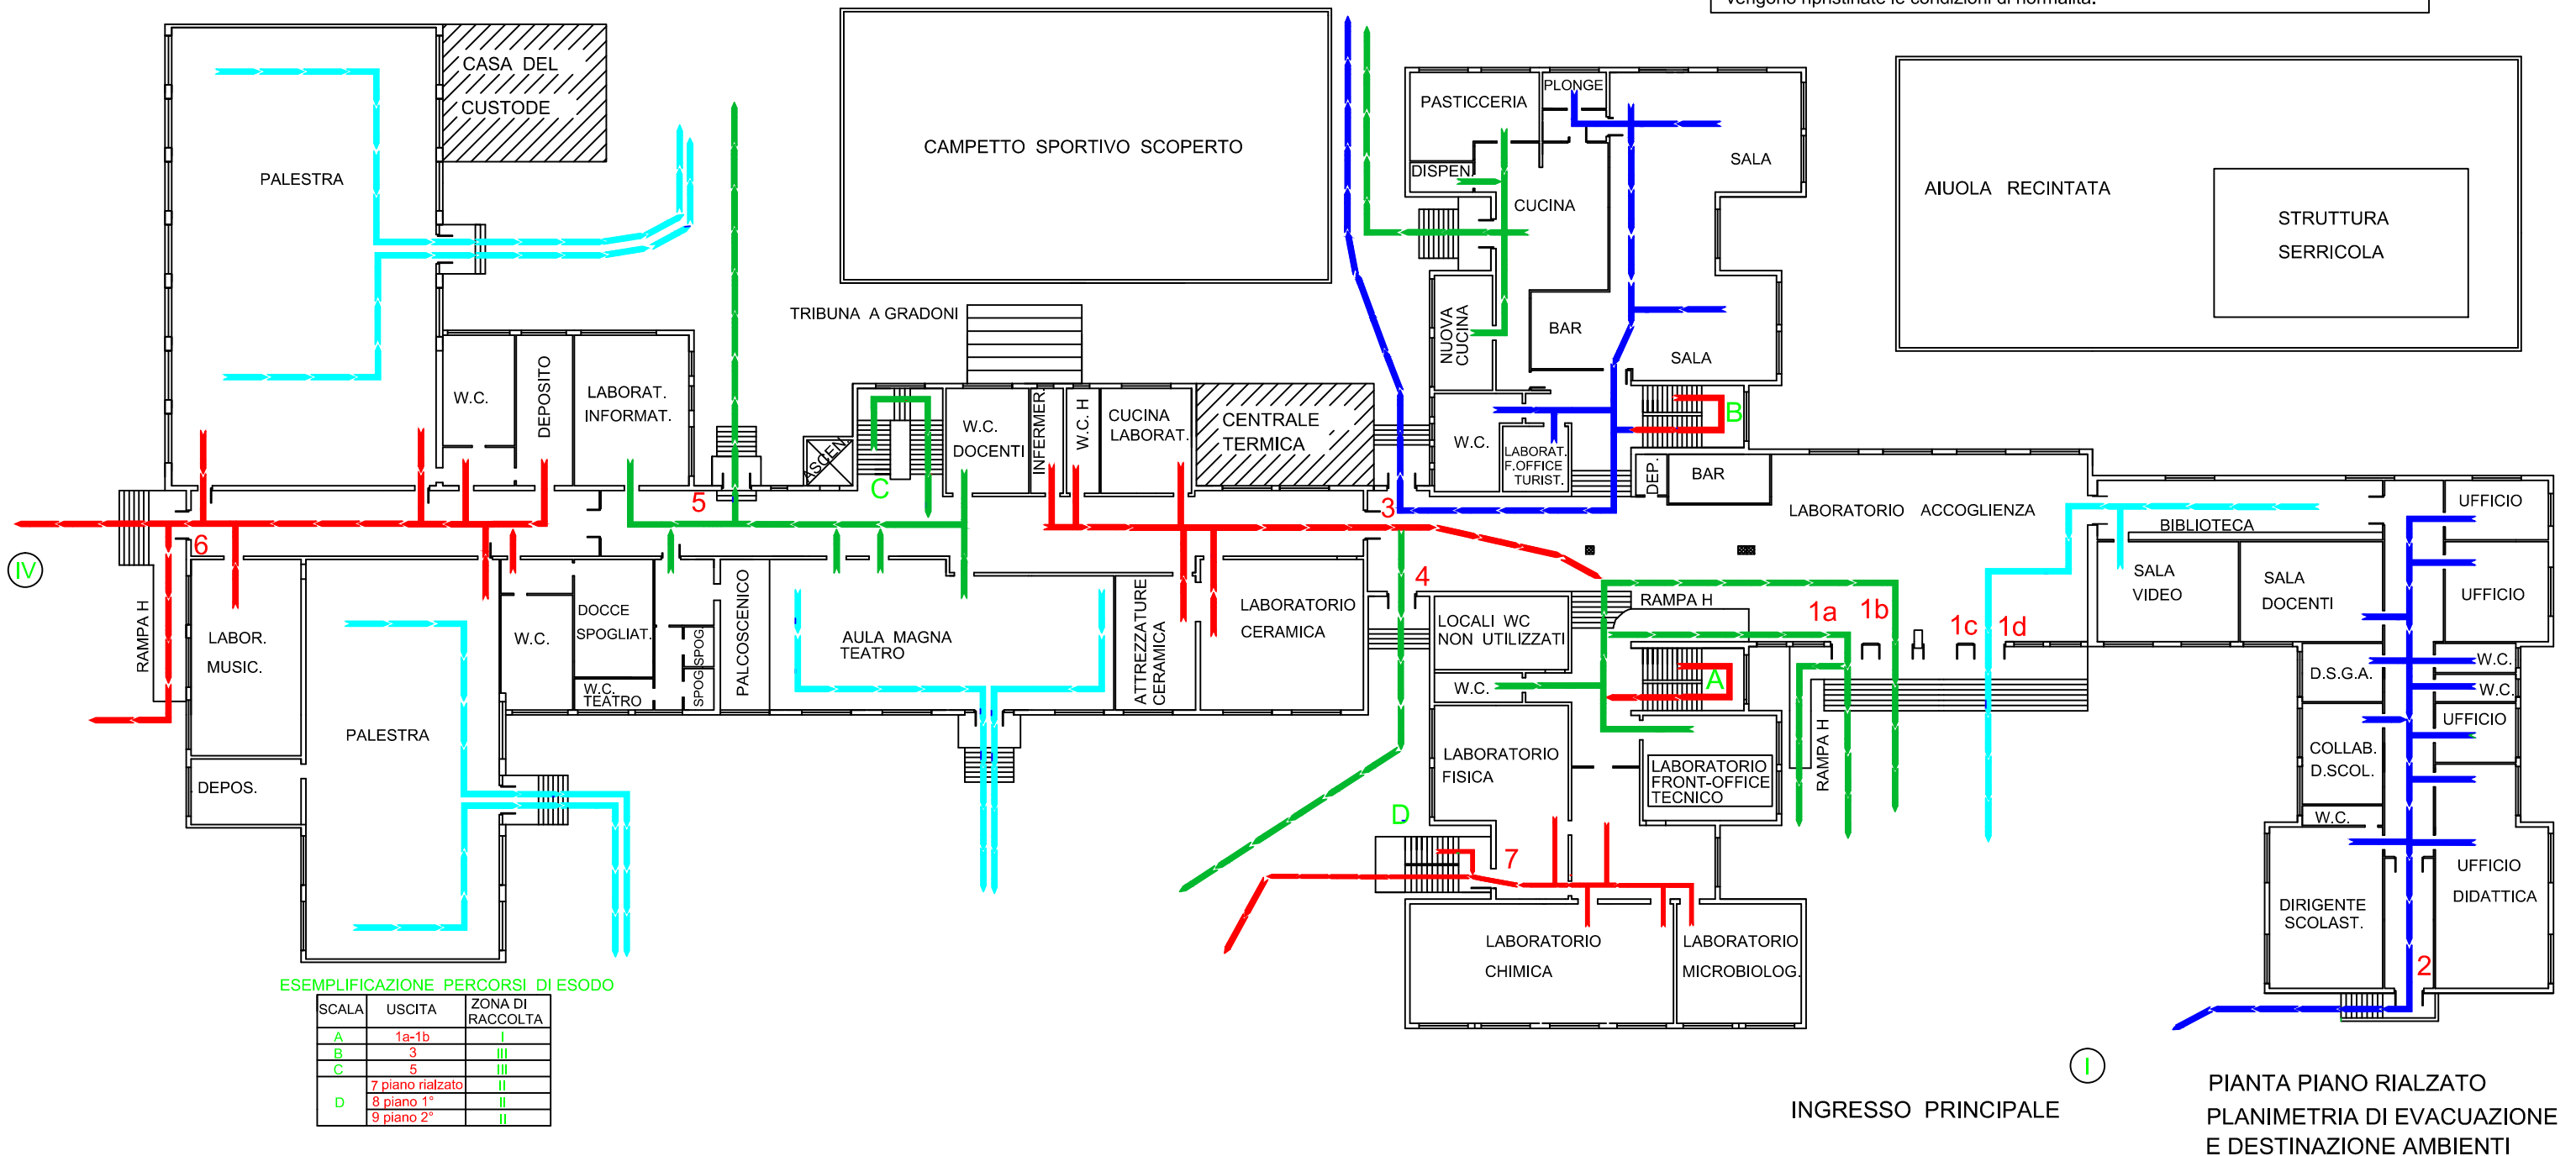 vengono ripristinate le condizioni di normalità.
CASA DEL
CUSTODE
PALESTRA
CAMPETTO SPORTIVO SCOPERTO
PASTICCERIA
PLONGE
SALA
DISPEN.
CUCINA
AIUOLA RECINTATA
STRUTTURA
SERRICOLA
TRIBUNA A GRADONI
NUOVA
CUCINA
BAR
SALA
W.C.
DEPOSITO
LABORAT.
INFORMAT.
ASCEN.
C
W.C.
DOCENTI
INFERMER.
W.C. H
CUCINA
LABORAT.
CENTRALE
TERMICA
W.C.
LABORAT.
F.OFFICE
TURIST.
B
DEP.
BAR
LABORATORIO ACCOGLIENZA
BIBLIOTECA
UFFICIO
5
3
6
IV
RAMPA H
LABOR.
MUSIC.
W.C.
DOCCE
SPOGLIAT.
SPOG.
SPOG.
W.C.
TEATRO
PALCOSCENICO
AULA MAGNA
TEATRO
ATTREZZATURE
CERAMICA
LABORATORIO
CERAMICA
4
LOCALI WC
NON UTILIZZATI
RAMPA H
1a
1b
1c
1d
SALA
VIDEO
SALA
DOCENTI
UFFICIO
W.C.
A
D.S.G.A.
W.C.
W.C.
PALESTRA
DEPOS.
LABORATORIO
FISICA
LABORATORIO
FRONT-OFFICE
TECNICO
RAMPA H
UFFICIO
COLLAB.
D.SCOL.
W.C.
D
7
UFFICIO
DIDATTICA
DIRIGENTE
SCOLAST.
LABORATORIO
CHIMICA
LABORATORIO
MICROBIOLOG.
2
ESEMPLIFICAZIONE PERCORSI DI ESODO
SCALA USCITA ZONA DI
RACCOLTA
A 1a-1b I
B 3 III
C 5 III
7 piano rialzato II
D 8 piano 1° II
9 piano 2° II
I
INGRESSO PRINCIPALE
PIANTA PIANO RIALZATO
PLANIMETRIA DI EVACUAZIONE
E DESTINAZIONE AMBIENTI